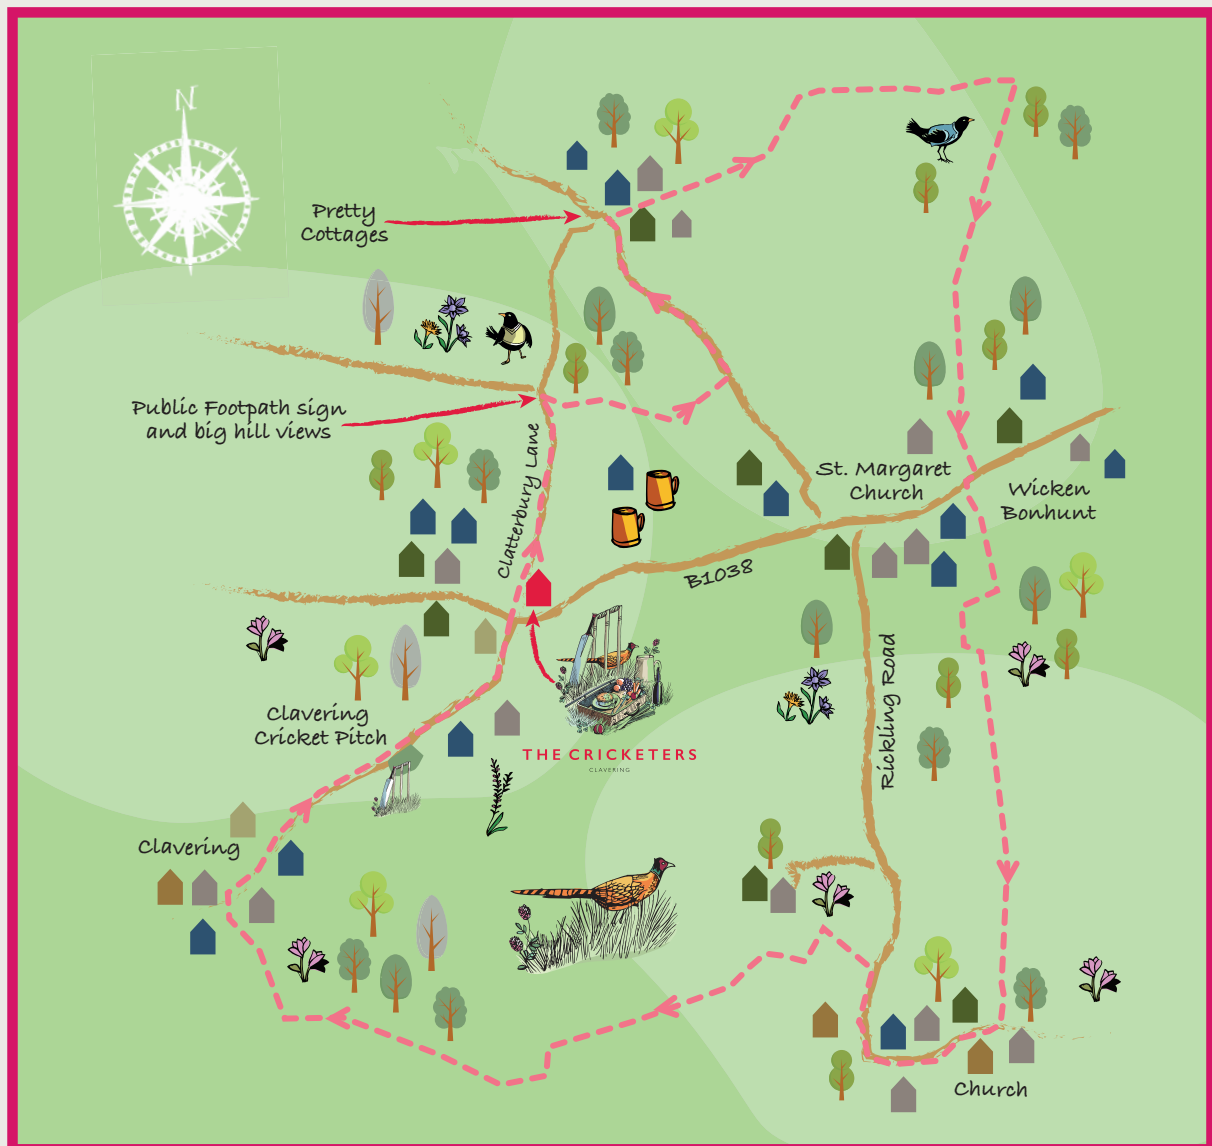 N
Pretty
Cottages
Public Footpath sign
and big hill views
Clatterbury Lane
St. Margaret
Church
Wicken
Bonhunt
B1038
Rickling Road
Clavering
Cricket Pitch
THE CRICKETERS
CLAVERING
Clavering
Church